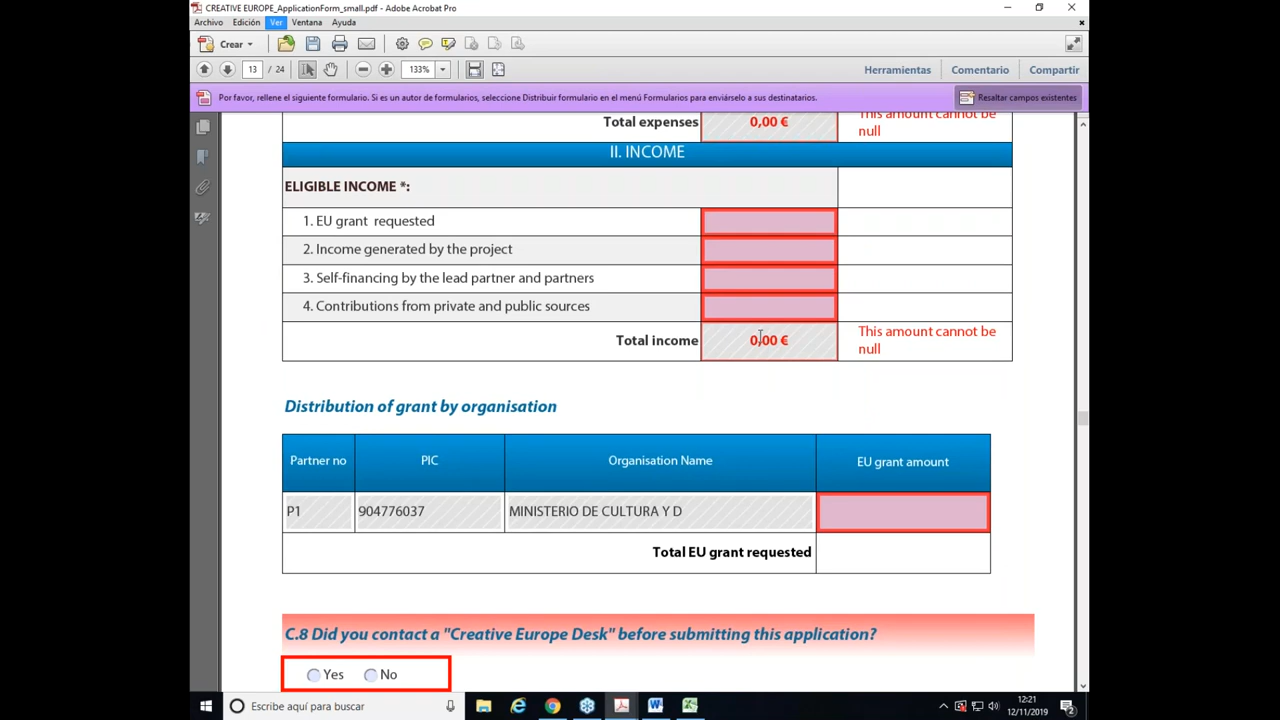 CREATIVE EUROPE_ApplicationForm_small.pdf - Adobe Acrobat Pro
Archivo Edición Ver Ventana Ayuda
Crear
13 / 24 133% Herramientas Comentario Compartir
Por favor, rellene el siguiente formulario. Si es un autor de formularios, seleccione Distribuir formulario en el menú Formularios para enviárselo a sus destinatarios. Resaltar campos existentes
Total expenses 0,00 € This amount cannot be
null
II. INCOME
ELIGIBLE INCOME *:
1. EU grant requested
2. Income generated by the project
3. Self-financing by the lead partner and partners
4. Contributions from private and public sources
Total income 0,00 € This amount cannot be
null
Distribution of grant by organisation
Partner no PIC Organisation Name EU grant amount
P1 904776037 MINISTERIO DE CULTURA Y D
Total EU grant requested
C.8 Did you contact a "Creative Europe Desk" before submitting this application?
Yes No
Escribe aquí para buscar
12:21
12/11/2019
2